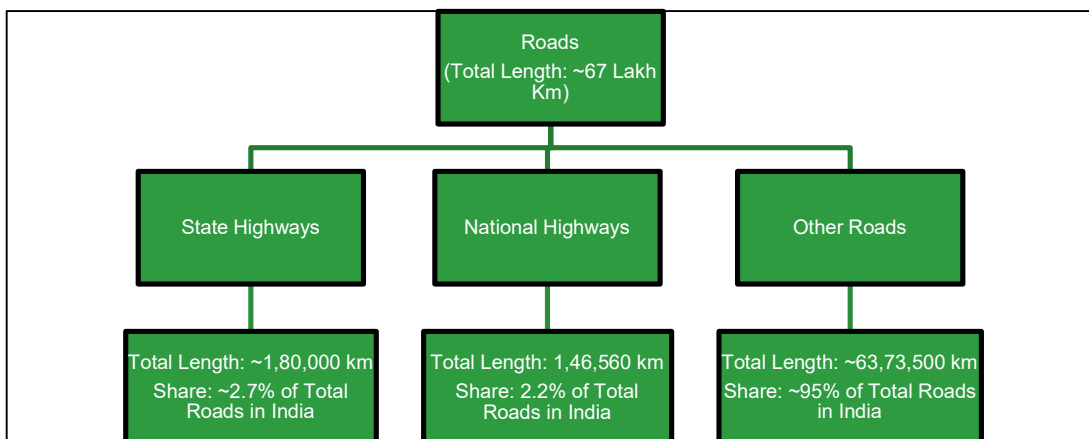 Roads
(Total Length: ~67 Lakh
Km)
State Highways
National Highways
Other Roads
Total Length: ~1,80,000 km
Share: ~2.7% of Total
Roads in India
Total Length: 1,46,560 km
Share: 2.2% of Total
Roads in India
Total Length: ~63,73,500 km
Share: ~95% of Total Roads
in India